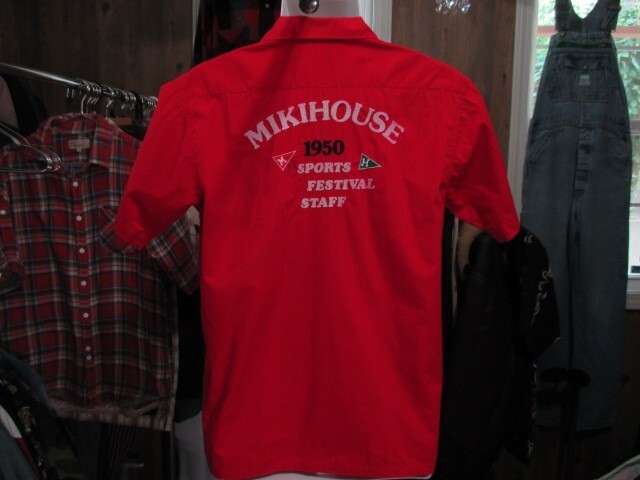 MIKIHOUSE
1950
M SPORTS H
FESTIVAL
STAFF